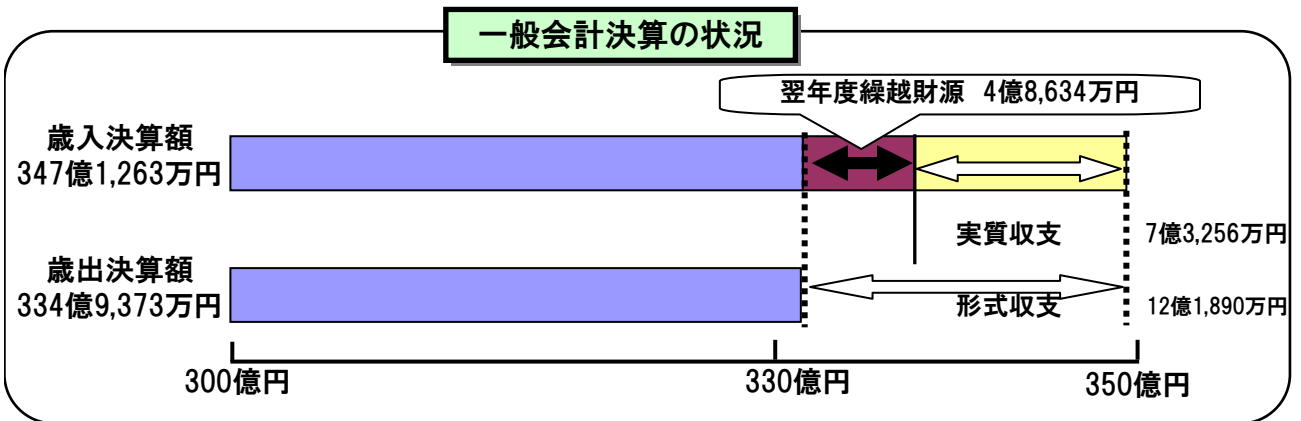 一般会計決算の状況
翌年度繰越財源 4億8,634万円
歳入決算額
347億1,263万円
実質収支 7億3,256万円
歳出決算額
334億9,373万円
形式収支 12億1,890万円
300億円 330億円 350億円